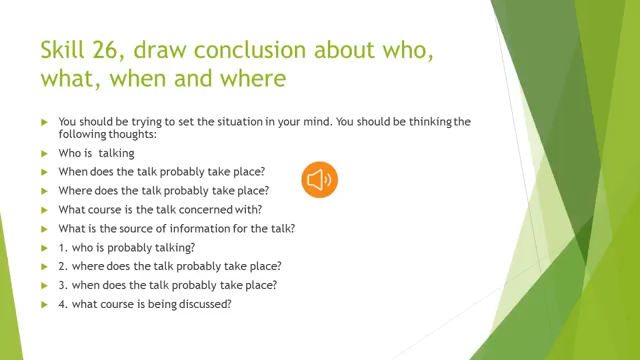 Skill 26, draw conclusion about who,
what, when and where
You should be trying to set the situation in your mind. You should be thinking the
following thoughts:
Who is talking
When does the talk probably take place?
Where does the talk probably take place?
What course is the talk concerned with?
What is the source of information for the talk?
1. who is probably talking?
2. where does the talk probably take place?
3. when does the talk probably take place?
4. what course is being discussed?